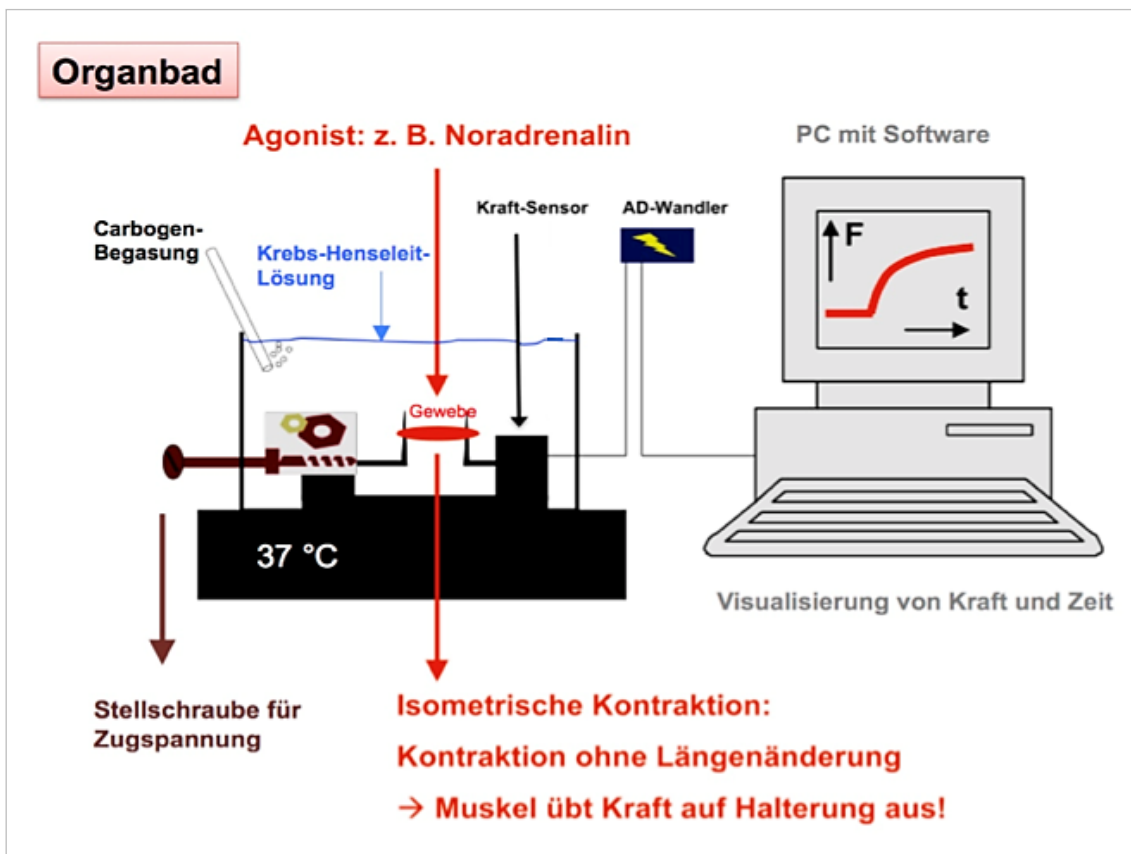 Organbad
Agonist: z. B. Noradrenalin
PC mit Software
Kraft-Sensor
AD-Wandler
Carbogen-
Begasung
Krebs-Henseleit-
Lösung
F
t
Gewebe
37 °C
Visualisierung von Kraft und Zeit
Stellschraube für
Zugspannung
Isometrische Kontraktion:
Kontraktion ohne Längenänderung
→ Muskel übt Kraft auf Halterung aus!